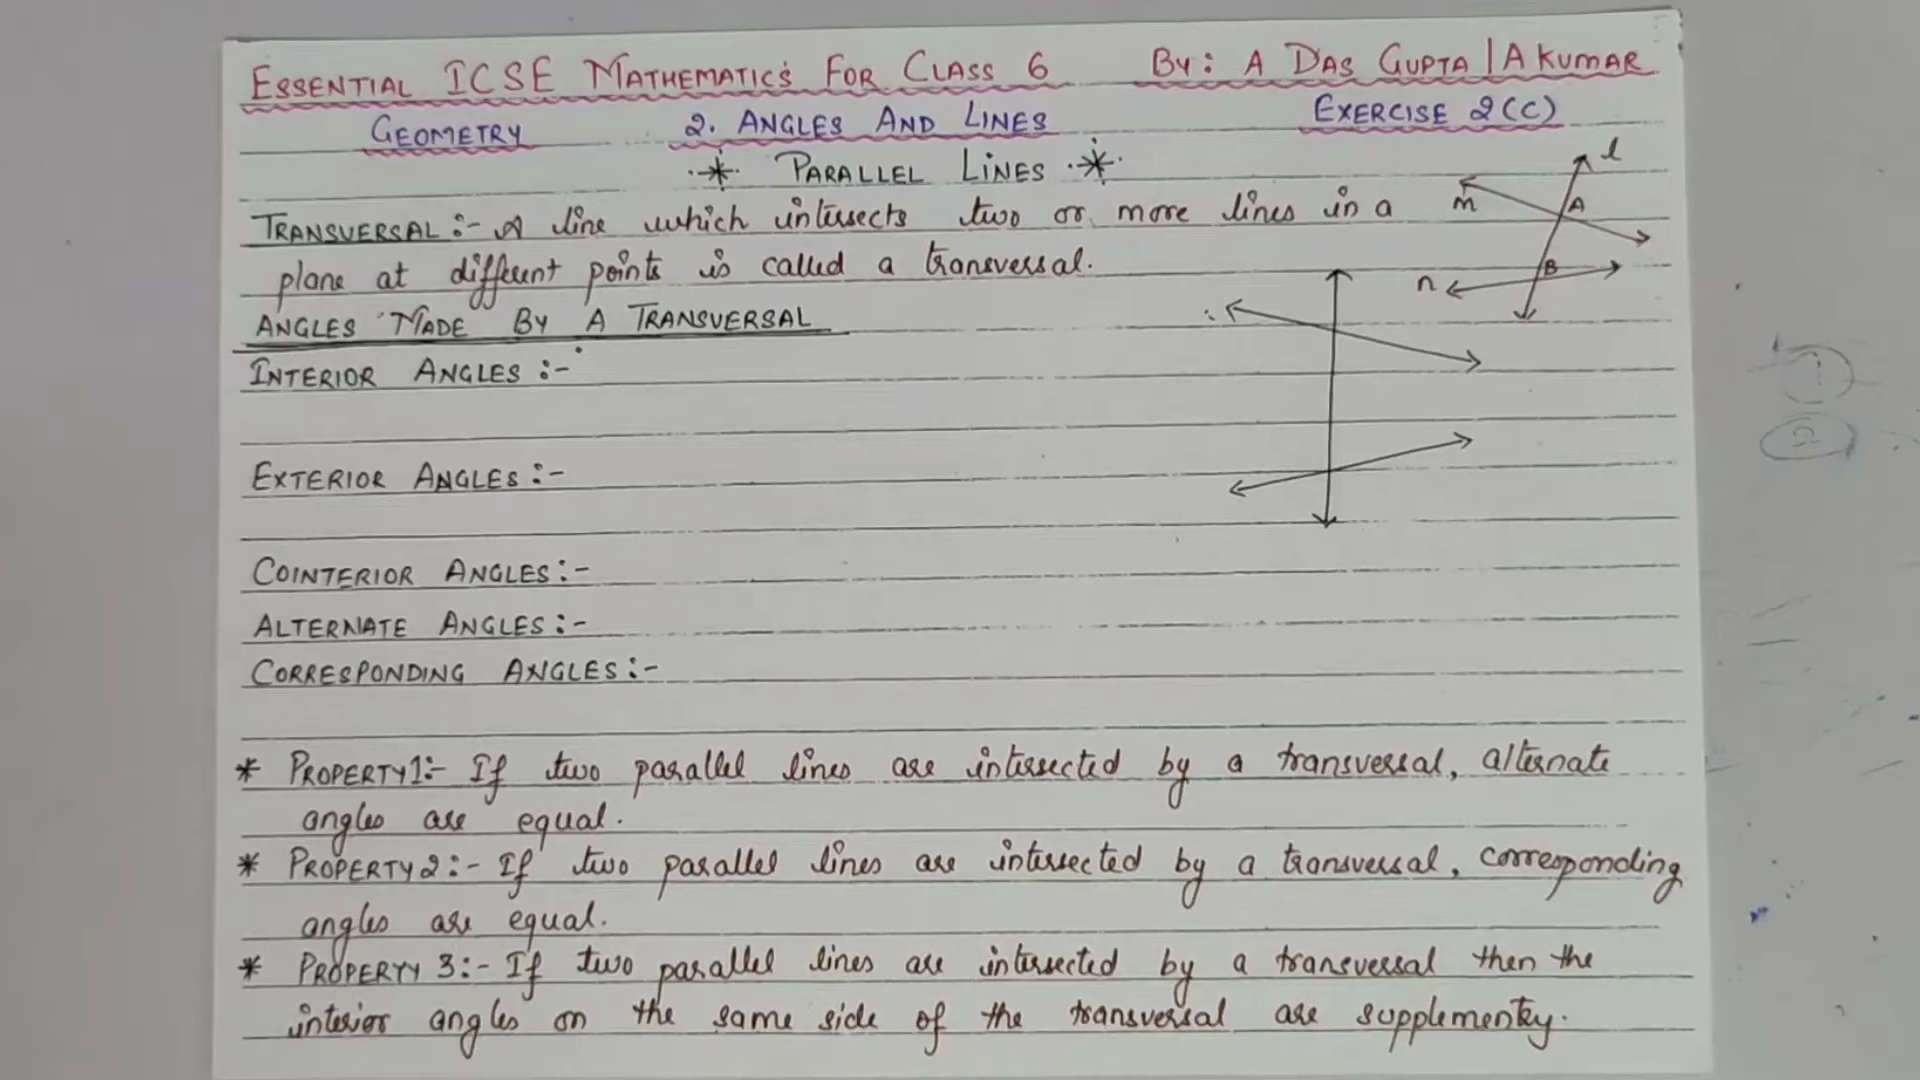 ESSENTIAL ICSE MATHEMATICS FOR CLASS 6 BY: A DAS GUPTA | A KUMAR
GEOMETRY 2. ANGLES AND LINES EXERCISE 2(C)
* PARALLEL LINES *
TRANSVERSAL :- A line which intersects two or more lines in a
plane at different points is called a transversal.
l
m
A
B
n
ANGLES MADE BY A TRANSVERSAL
INTERIOR ANGLES :-
EXTERIOR ANGLES :-
COINTERIOR ANGLES :-
ALTERNATE ANGLES :-
CORRESPONDING ANGLES :-
* PROPERTY 1:- If two parallel lines are intersected by a transversal, alternate
angles are equal.
* PROPERTY 2:- If two parallel lines are intersected by a transversal, corresponding
angles are equal.
* PROPERTY 3:- If two parallel lines are intersected by a transversal then the
interior angles on the same side of the transversal are supplementy.